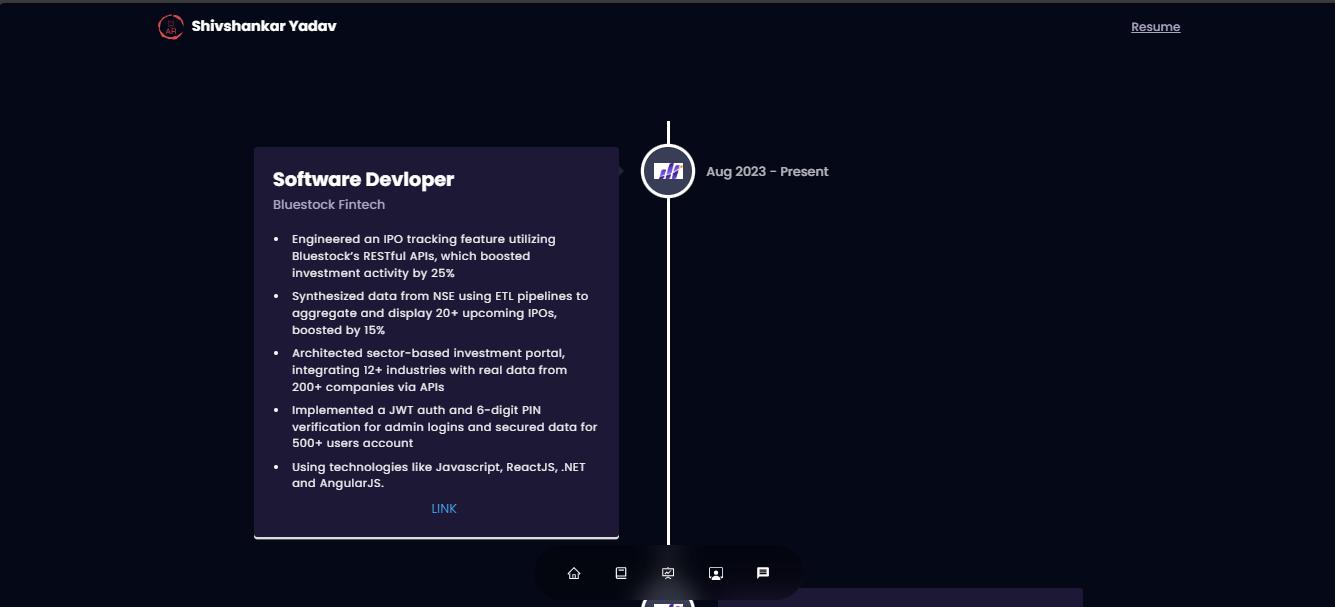 Shivshankar Yadav
Resume
Software Devloper
Bluestock Fintech
Aug 2023 - Present
• Engineered an IPO tracking feature utilizing
Bluestock's RESTful APIs, which boosted
investment activity by 25%
• Synthesized data from NSE using ETL pipelines to
aggregate and display 20+ upcoming IPOs,
boosted by 15%
• Architected sector-based investment portal,
integrating 12+ industries with real data from
200+ companies via APIs
• Implemented a JWT auth and 6-digit PIN
verification for admin logins and secured data for
500+ users account
• Using technologies like Javascript, ReactJS, .NET
and AngularJS.
LINK